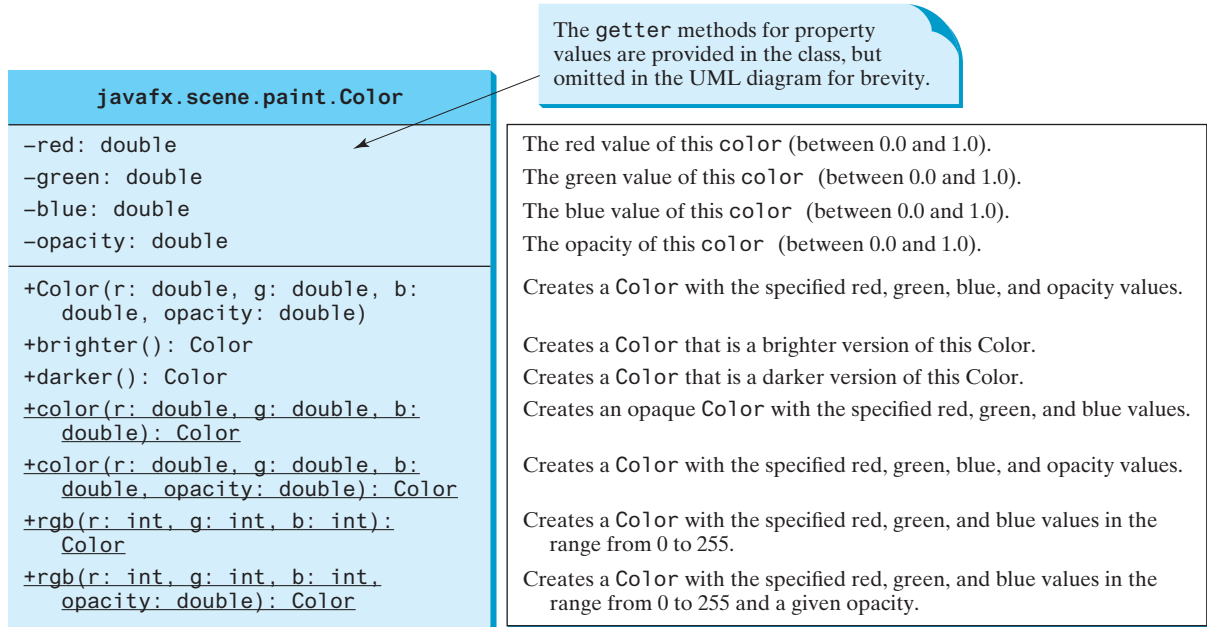 The getter methods for property
values are provided in the class, but
omitted in the UML diagram for brevity.
javafx.scene.paint.Color
–red: double
The red value of this color (between 0.0 and 1.0).
–green: double
The green value of this color (between 0.0 and 1.0).
–blue: double
The blue value of this color (between 0.0 and 1.0).
–opacity: double
The opacity of this color (between 0.0 and 1.0).
+Color(r: double, g: double, b:
double, opacity: double)
Creates a Color with the specified red, green, blue, and opacity values.
+brighter(): Color
Creates a Color that is a brighter version of this Color.
+darker(): Color
Creates a Color that is a darker version of this Color.
+color(r: double, g: double, b:
double): Color
Creates an opaque Color with the specified red, green, and blue values.
+color(r: double, g: double, b:
double, opacity: double): Color
Creates a Color with the specified red, green, blue, and opacity values.
+rgb(r: int, g: int, b: int):
Color
Creates a Color with the specified red, green, and blue values in the
range from 0 to 255.
+rgb(r: int, g: int, b: int,
opacity: double): Color
Creates a Color with the specified red, green, and blue values in the
range from 0 to 255 and a given opacity.